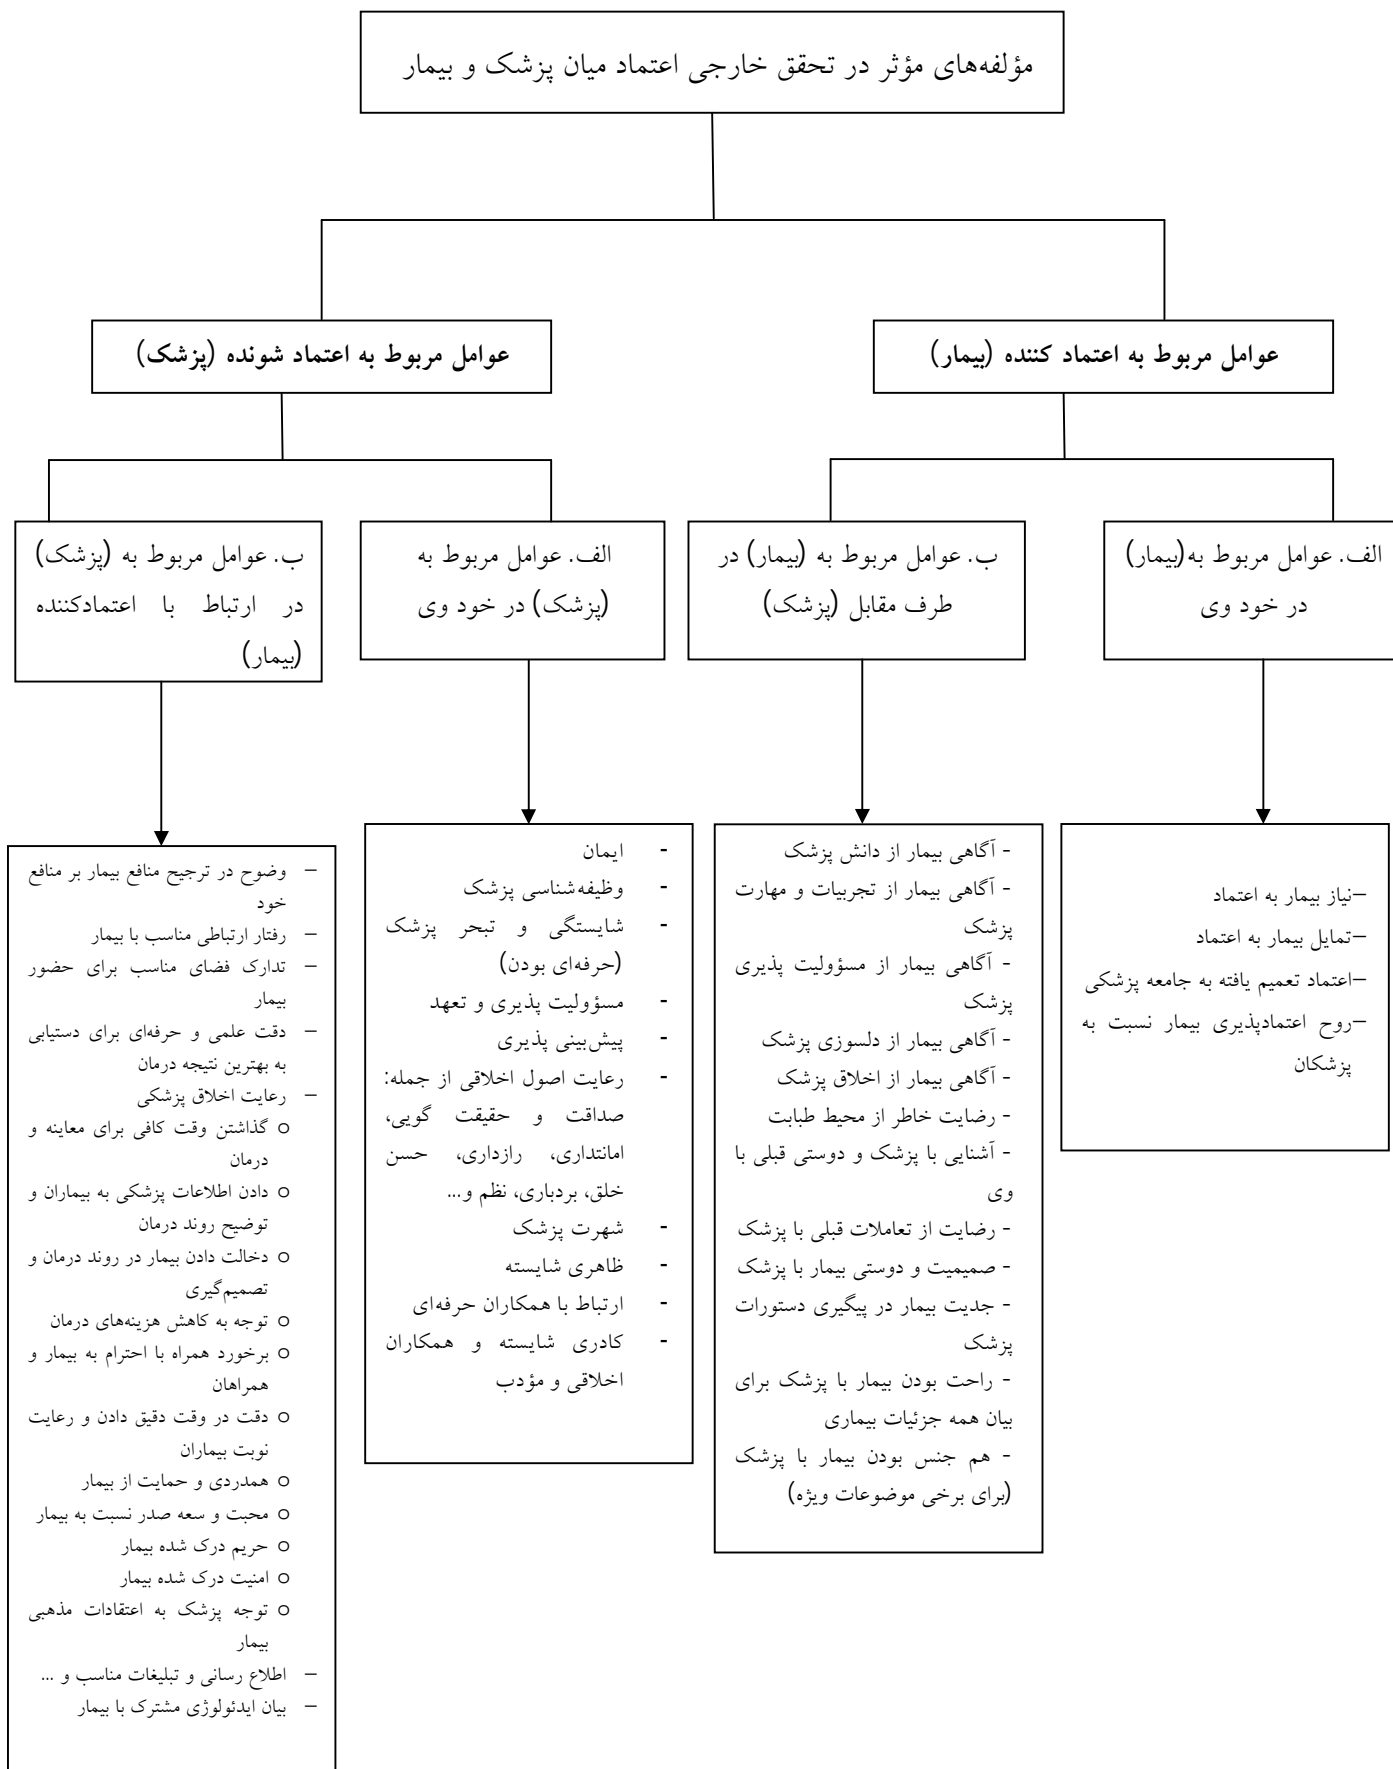 مؤلفه‌های مؤثر در تحقق خارجی اعتماد میان پزشک و بیمار
عوامل مربوط به اعتماد کننده (بیمار)
عوامل مربوط به اعتماد شونده (پزشک)
الف. عوامل مربوط به(بیمار)
در خود وی
ب. عوامل مربوط به (بیمار) در
طرف مقابل (پزشک)
الف. عوامل مربوط به
(پزشک) در خود وی
ب. عوامل مربوط به (پزشک)
در ارتباط با اعتمادکننده
(بیمار)
–نیاز بیمار به اعتماد
–تمایل بیمار به اعتماد
–اعتماد تعمیم یافته به جامعه پزشکی
–روح اعتمادپذیری بیمار نسبت به
پزشکان
- آگاهی بیمار از دانش پزشک
- آگاهی بیمار از تجربیات و مهارت
پزشک
- آگاهی بیمار از مسؤولیت پذیری
پزشک
- آگاهی بیمار از دلسوزی پزشک
- آگاهی بیمار از اخلاق پزشک
- رضایت خاطر از محیط طبابت
- آشنایی با پزشک و دوستی قبلی با
وی
- رضایت از تعاملات قبلی با پزشک
- صمیمیت و دوستی بیمار با پزشک
- جدیت بیمار در پیگیری دستورات
پزشک
- راحت بودن بیمار با پزشک برای
بیان همه جزئیات بیماری
- هم جنس بودن بیمار با پزشک
(برای برخی موضوعات ویژه)
- ایمان
- وظیفه‌شناسی پزشک
- شایستگی و تبحر پزشک
(حرفه‌ای بودن)
- مسؤولیت پذیری و تعهد
- پیش‌بینی پذیری
- رعایت اصول اخلاقی از جمله:
صداقت و حقیقت گویی،
امانتداری، رازداری، حسن
خلق، بردباری، نظم و...
- شهرت پزشک
- ظاهری شایسته
- ارتباط با همکاران حرفه‌ای
- کادری شایسته و همکاران
اخلاقی و مؤدب
– وضوح در ترجیح منافع بیمار بر منافع
خود
– رفتار ارتباطی مناسب با بیمار
– تدارک فضای مناسب برای حضور
بیمار
– دقت علمی و حرفه‌ای برای دستیابی
به بهترین نتیجه درمان
– رعایت اخلاق پزشکی
o گذاشتن وقت کافی برای معاینه و
درمان
o دادن اطلاعات پزشکی به بیماران و
توضیح روند درمان
o دخالت دادن بیمار در روند درمان و
تصمیم‌گیری
o توجه به کاهش هزینه‌های درمان
o برخورد همراه با احترام به بیمار و
همراهان
o دقت در وقت دقیق دادن و رعایت
نوبت بیماران
o همدردی و حمایت از بیمار
o محبت و سعه صدر نسبت به بیمار
o حریم درک شده بیمار
o امنیت درک شده بیمار
o توجه پزشک به اعتقادات مذهبی
بیمار
– اطلاع رسانی و تبلیغات مناسب و ...
– بیان ایدئولوژی مشترک با بیمار